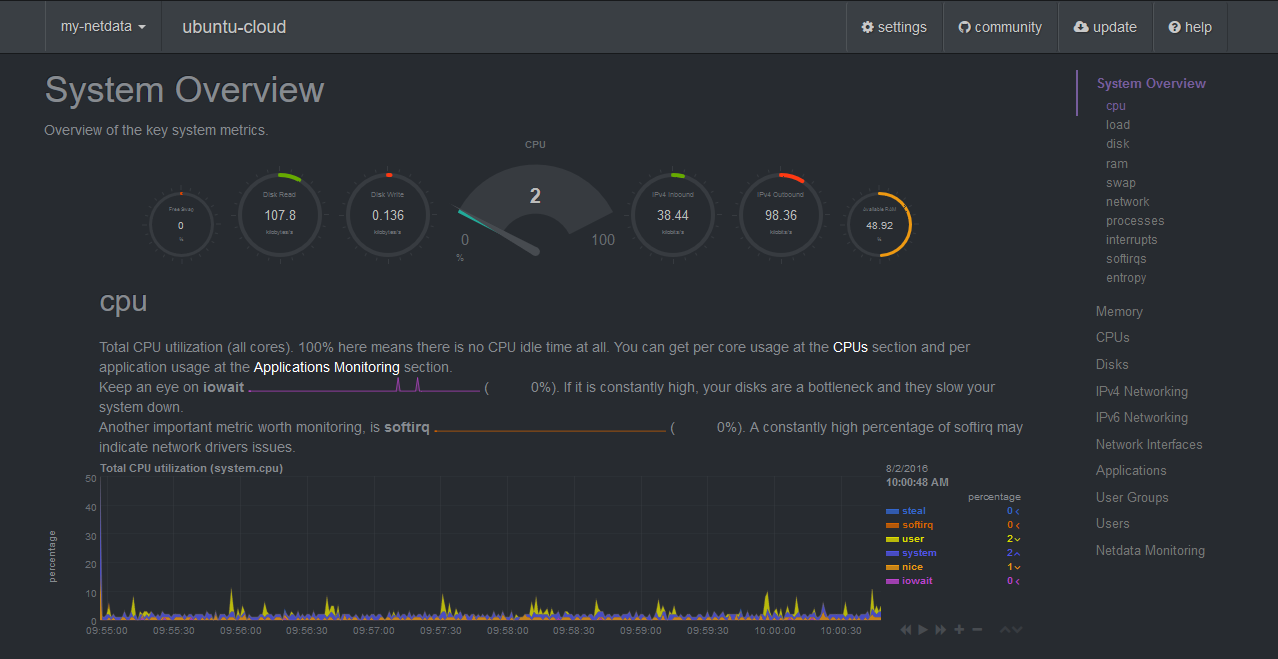 my-netdata
ubuntu-cloud
settings
community
update
help
System Overview
Overview of the key system metrics.
CPU
Free Swap
0
%
Disk Read
107.8
kilobytes/s
Disk Write
0.136
kilobytes/s
2
0
100
%
IPv4 Inbound
38.44
kilobits/s
IPv4 Outbound
98.36
kilobits/s
Available RAM
48.92
%
cpu
Total CPU utilization (all cores). 100% here means there is no CPU idle time at all. You can get per core usage at the CPUs section and per
application usage at the Applications Monitoring section.
Keep an eye on iowait ( 0%). If it is constantly high, your disks are a bottleneck and they slow your
system down.
Another important metric worth monitoring, is softirq ( 0%). A constantly high percentage of softirq may
indicate network drivers issues.
Total CPU utilization (system.cpu)
percentage
50
40
30
20
10
0
09:55:00 09:55:30 09:56:00 09:56:30 09:57:00 09:57:30 09:58:00 09:58:30 09:59:00 09:59:30 10:00:00 10:00:30
8/2/2016
10:00:48 AM
percentage
steal 0
softirq 0
user 2
system 2
nice 1
iowait 0
System Overview
cpu
load
disk
ram
swap
network
processes
interrupts
softirqs
entropy
Memory
CPUs
Disks
IPv4 Networking
IPv6 Networking
Network Interfaces
Applications
User Groups
Users
Netdata Monitoring